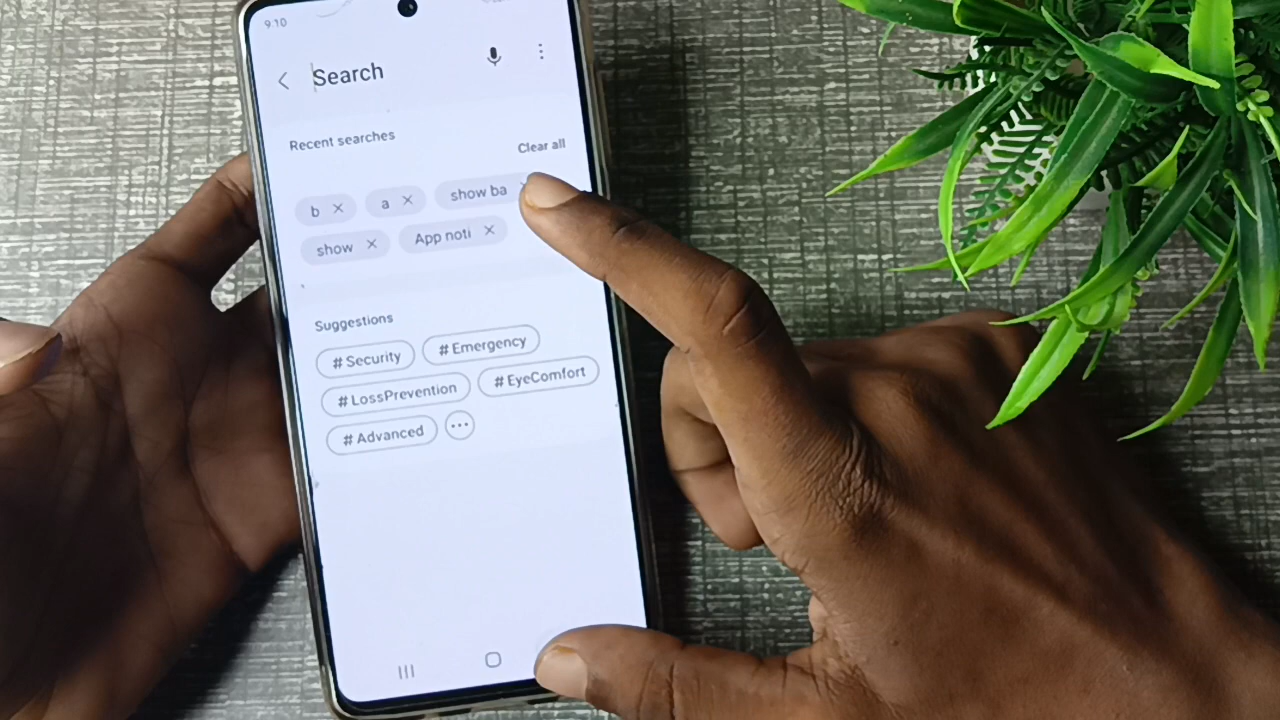 9:10
Search
Recent searches
Clear all
b
a
show ba
show
App noti
Suggestions
#Security
#Emergency
#LossPrevention
#EyeComfort
#Advanced